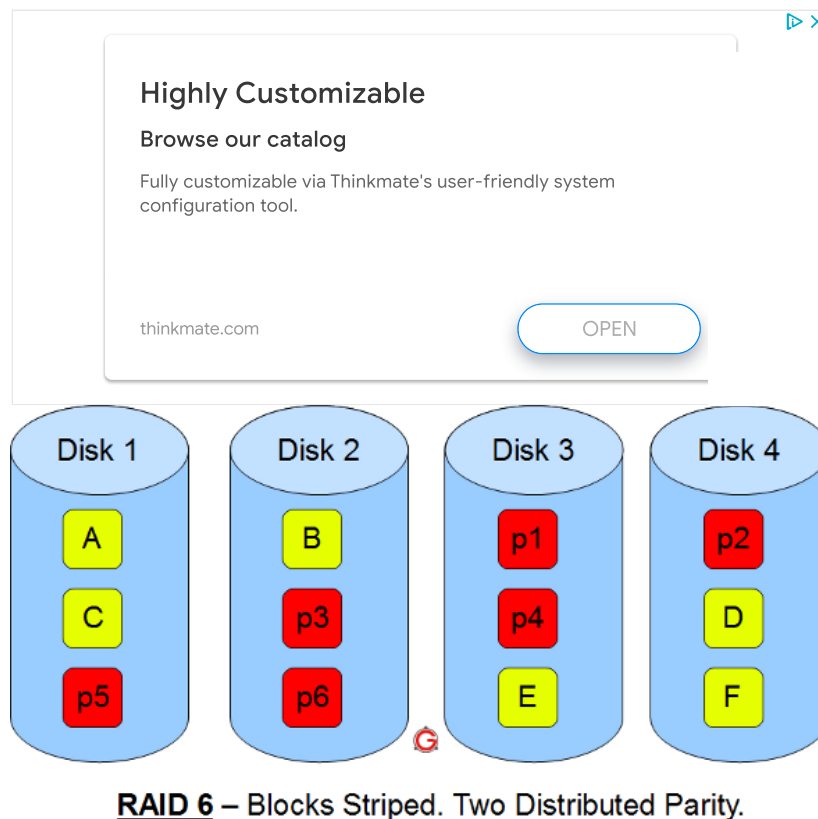 Highly Customizable
Browse our catalog
Fully customizable via Thinkmate's user-friendly system
configuration tool.
thinkmate.com
OPEN
Disk 1 Disk 2 Disk 3 Disk 4
A B p1 p2
C p3 p4 D
p5 p6 E F
G
RAID 6 – Blocks Striped. Two Distributed Parity.